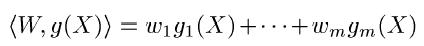 ⟨W, g(X)⟩ = w₁g₁(X) + ⋯ + wₘgₘ(X)